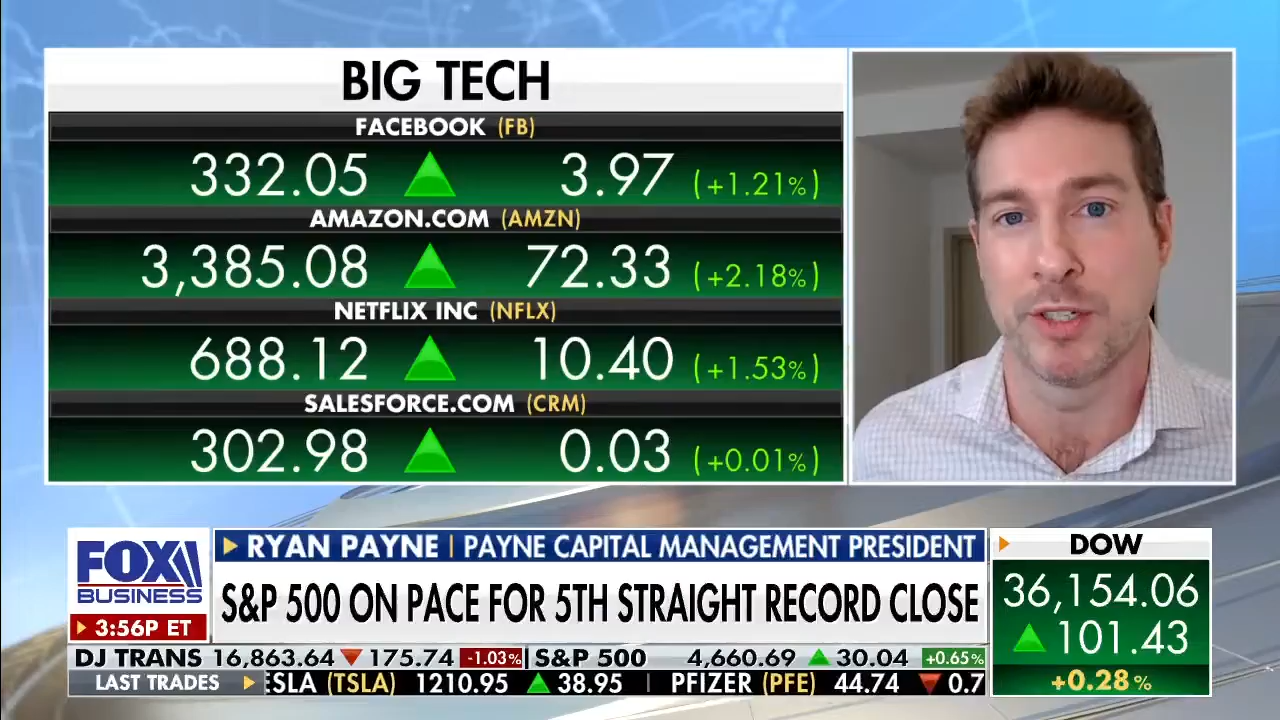 BIG TECH
FACEBOOK (FB)
332.05 3.97 (+1.21%)
AMAZON.COM (AMZN)
3,385.08 72.33 (+2.18%)
NETFLIX INC (NFLX)
688.12 10.40 (+1.53%)
SALESFORCE.COM (CRM)
302.98 0.03 (+0.01%)
FOX
BUSINESS
3:56P ET
RYAN PAYNE | PAYNE CAPITAL MANAGEMENT PRESIDENT
S&P 500 ON PACE FOR 5TH STRAIGHT RECORD CLOSE
DOW
36,154.06
101.43
+0.28%
DJ TRANS 16,863.64 175.74 -1.03% S&P 500 4,660.69 30.04 +0.65%
LAST TRADES ESLA (TSLA) 1210.95 38.95 | PFIZER (PFE) 44.74 0.7